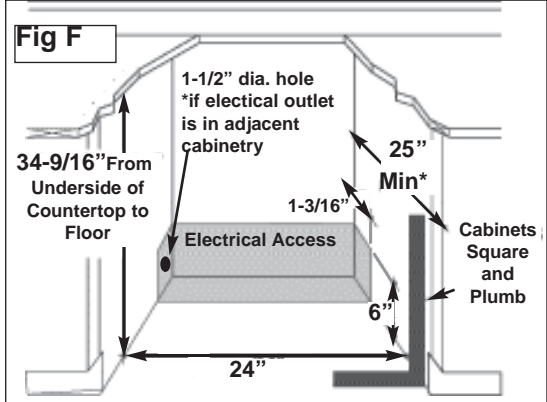 Fig F
1-1/2” dia. hole
*if electical outlet
is in adjacent
cabinetry
34-9/16”From
Underside of
Countertop to
Floor
25”
Min*
1-3/16”
Electrical Access
Cabinets
Square
and
Plumb
6”
24”